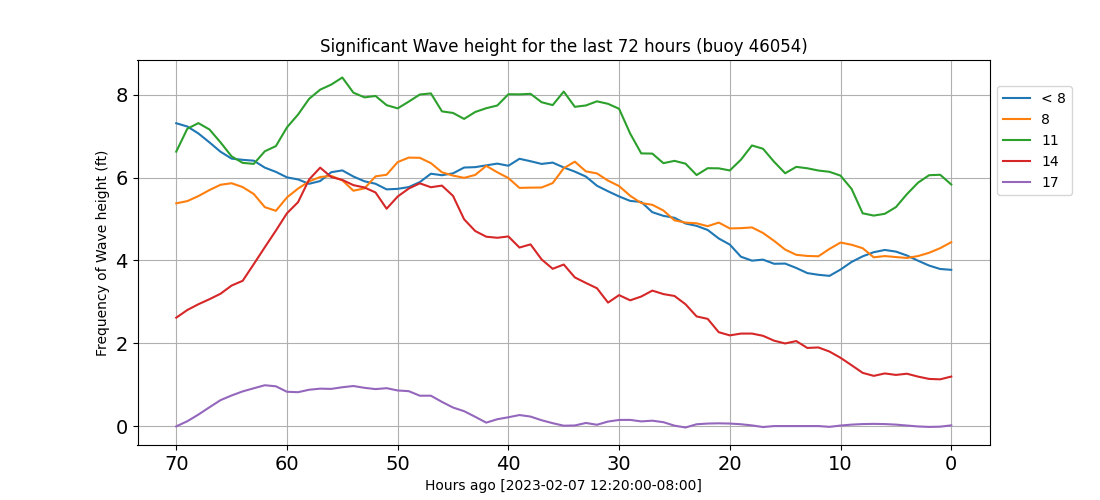 Significant Wave height for the last 72 hours (buoy 46054)
Frequency of Wave height (ft)
8
6
4
2
0
70 60 50 40 30 20 10 0
Hours ago [2023-02-07 12:20:00-08:00]
< 8
8
11
14
17